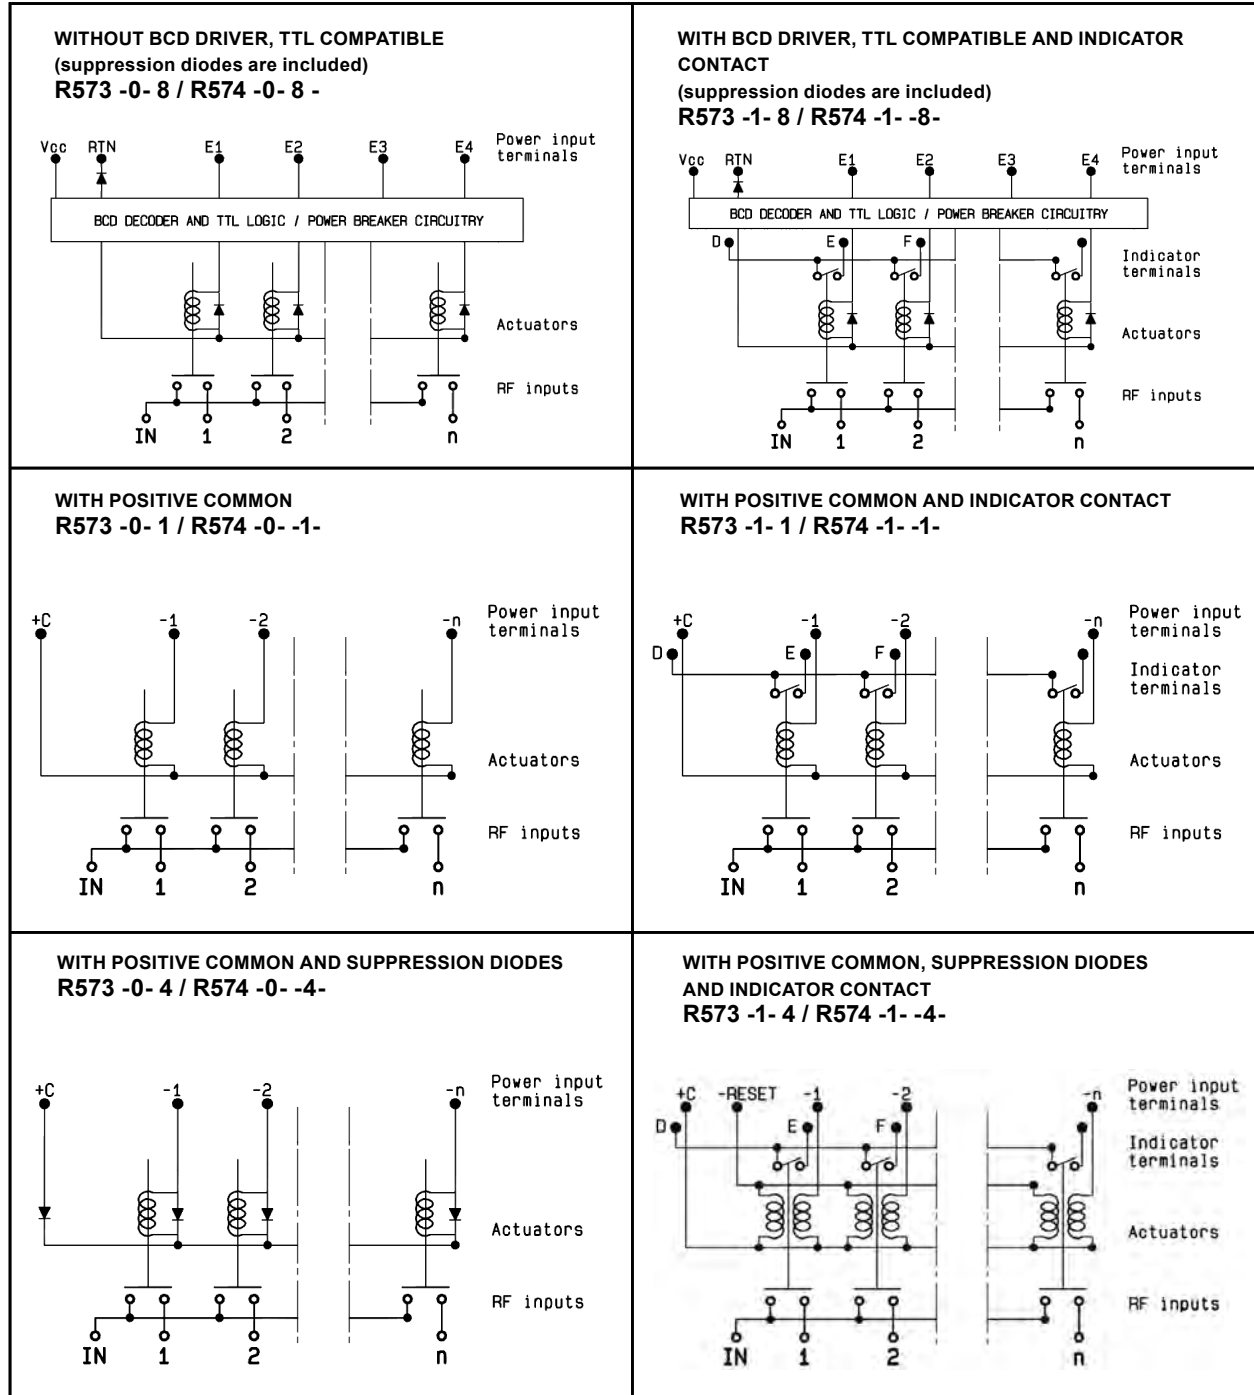 WITHOUT BCD DRIVER, TTL COMPATIBLE
(suppression diodes are included)
R573 -0- 8 / R574 -0- 8 -
Vcc RTN E1 E2 E3 E4 Power input
terminals
BCD DECODER AND TTL LOGIC / POWER BREAKER CIRCUITRY
Actuators
RF inputs
IN 1 2 n
WITH BCD DRIVER, TTL COMPATIBLE AND INDICATOR
CONTACT
(suppression diodes are included)
R573 -1- 8 / R574 -1- -8-
Vcc RTN E1 E2 E3 E4 Power input
terminals
BCD DECODER AND TTL LOGIC / POWER BREAKER CIRCUITRY
D E F Indicator
terminals
Actuators
RF inputs
IN 1 2 n
WITH POSITIVE COMMON
R573 -0- 1 / R574 -0- -1-
+C -1 -2 -n Power input
terminals
Actuators
RF inputs
IN 1 2 n
WITH POSITIVE COMMON AND INDICATOR CONTACT
R573 -1- 1 / R574 -1- -1-
+C -1 -2 -n Power input
terminals
D E F Indicator
terminals
Actuators
RF inputs
IN 1 2 n
WITH POSITIVE COMMON AND SUPPRESSION DIODES
R573 -0- 4 / R574 -0- -4-
+C -1 -2 -n Power input
terminals
Actuators
RF inputs
IN 1 2 n
WITH POSITIVE COMMON, SUPPRESSION DIODES
AND INDICATOR CONTACT
R573 -1- 4 / R574 -1- -4-
+C -RESET -1 -2 -n Power input
terminals
D E F Indicator
terminals
Actuators
RF inputs
IN 1 2 n